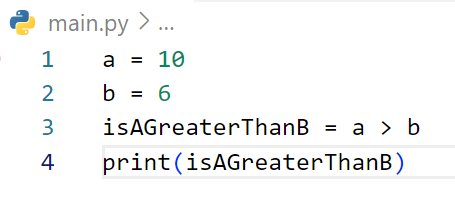 main.py > ...
1 a = 10
2 b = 6
3 isAGreaterThanB = a > b
4 print(isAGreaterThanB)